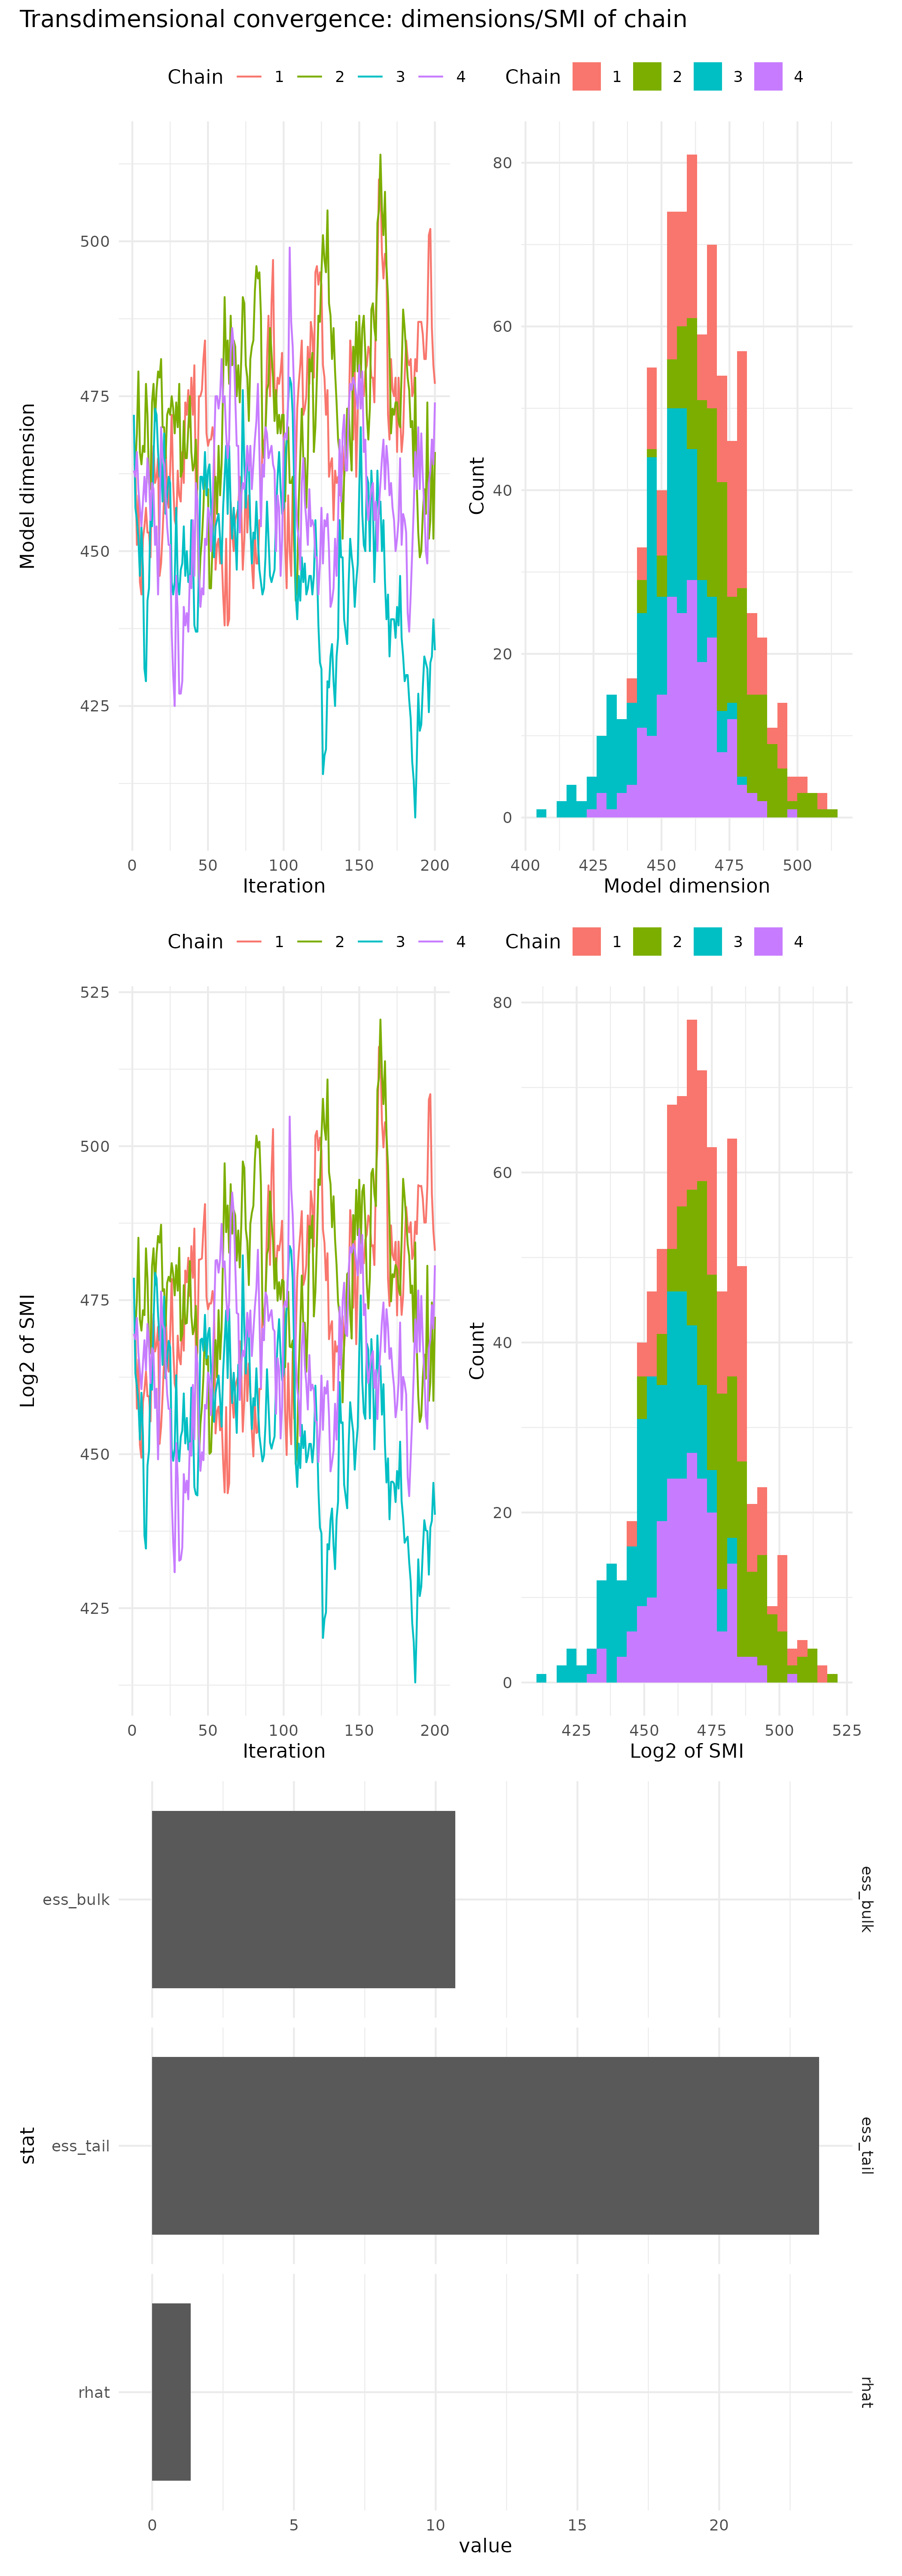 Transdimensional convergence: dimensions/SMI of chain
Chain 1 2 3 4
Chain 1 2 3 4
Model dimension
500
475
450
425
0 50 100 150 200
Iteration
Count
80
60
40
20
0
400 425 450 475 500
Model dimension
Chain 1 2 3 4
Chain 1 2 3 4
Log2 of SMI
525
500
475
450
425
0 50 100 150 200
Iteration
Count
80
60
40
20
0
425 450 475 500 525
Log2 of SMI
stat
ess_bulk
ess_bulk
ess_tail
ess_tail
rhat
rhat
0 5 10 15 20
value